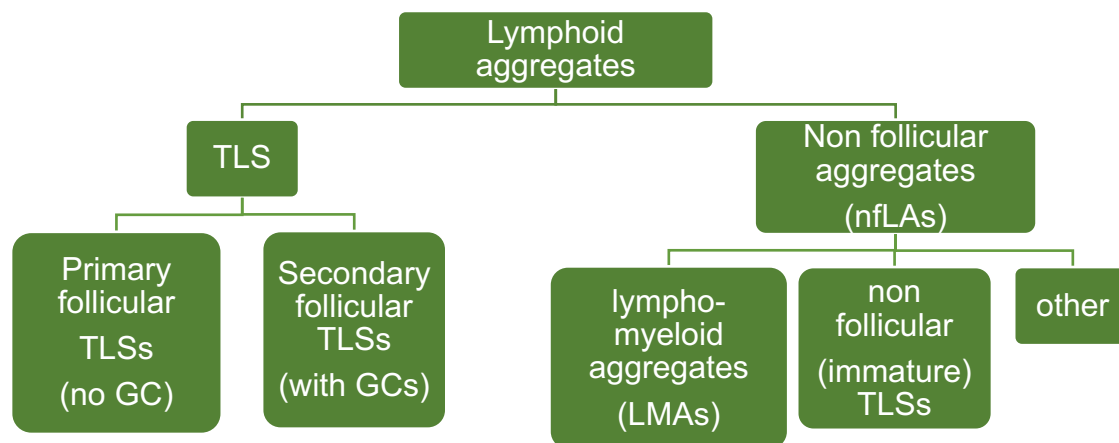 Lymphoid
aggregates
TLS
Non follicular
aggregates
(nfLAs)
Primary
follicular
TLSs
(no GC)
Secondary
follicular
TLSs
(with GCs)
lympho-
myeloid
aggregates
(LMAs)
non
follicular
(immature)
TLSs
other